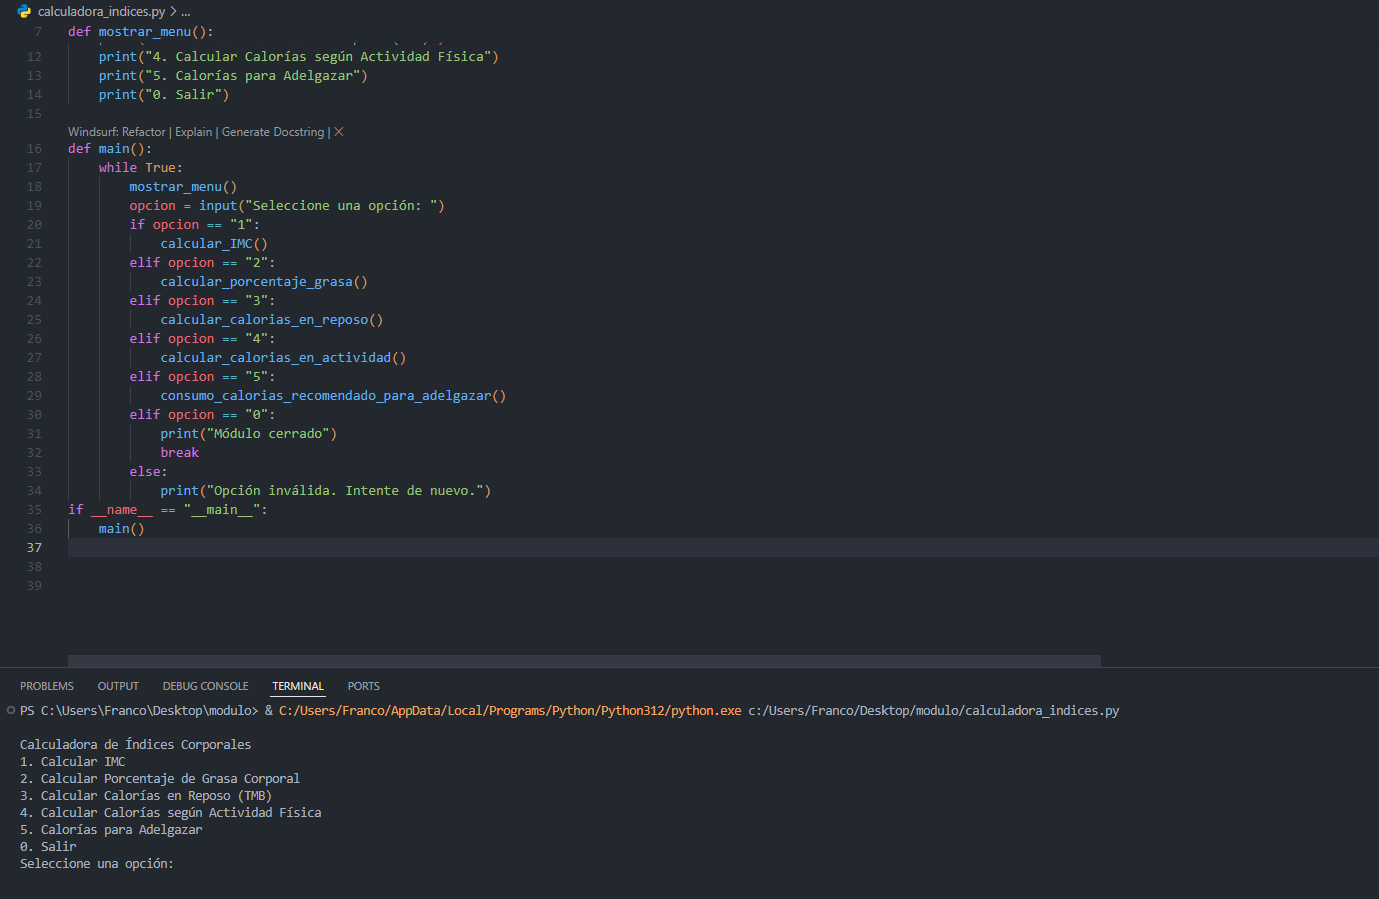 calculadora_indices.py > ...
7 def mostrar_menu():
12 print("4. Calcular Calorías según Actividad Física")
13 print("5. Calorías para Adelgazar")
14 print("0. Salir")
15
Windsurf: Refactor | Explain | Generate Docstring | X
16 def main():
17 while True:
18 mostrar_menu()
19 opcion = input("Seleccione una opción: ")
20 if opcion == "1":
21 calcular_IMC()
22 elif opcion == "2":
23 calcular_porcentaje_grasa()
24 elif opcion == "3":
25 calcular_calorias_en_reposo()
26 elif opcion == "4":
27 calcular_calorias_en_actividad()
28 elif opcion == "5":
29 consumo_calorias_recomendado_para_adelgazar()
30 elif opcion == "0":
31 print("Módulo cerrado")
32 break
33 else:
34 print("Opción inválida. Intente de nuevo.")
35 if __name__ == "__main__":
36 main()
37
38
39
PROBLEMS OUTPUT DEBUG CONSOLE TERMINAL PORTS
PS C:\Users\Franco\Desktop\modulo> & C:/Users/Franco/AppData/Local/Programs/Python/Python312/python.exe c:/Users/Franco/Desktop/modulo/calculadora_indices.py
Calculadora de Índices Corporales
1. Calcular IMC
2. Calcular Porcentaje de Grasa Corporal
3. Calcular Calorías en Reposo (TMB)
4. Calcular Calorías según Actividad Física
5. Calorías para Adelgazar
0. Salir
Seleccione una opción: